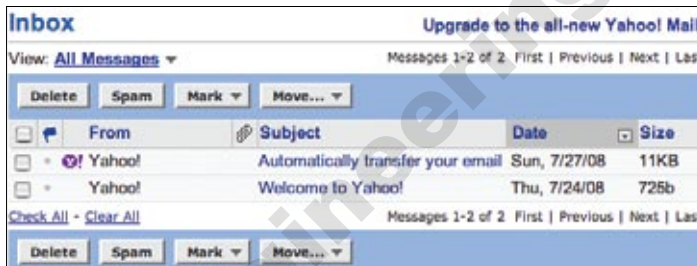 Inbox Upgrade to the all-new Yahoo! Mail
View: All Messages Messages 1-2 of 2 First | Previous | Next | Las
Delete Spam Mark Move...
From Subject Date Size
Y! Yahoo! Automatically transfer your email Sun, 7/27/08 11KB
Yahoo! Welcome to Yahoo! Thu, 7/24/08 725b
Check All - Clear All Messages 1-2 of 2 First | Previous | Next | Las
Delete Spam Mark Move...